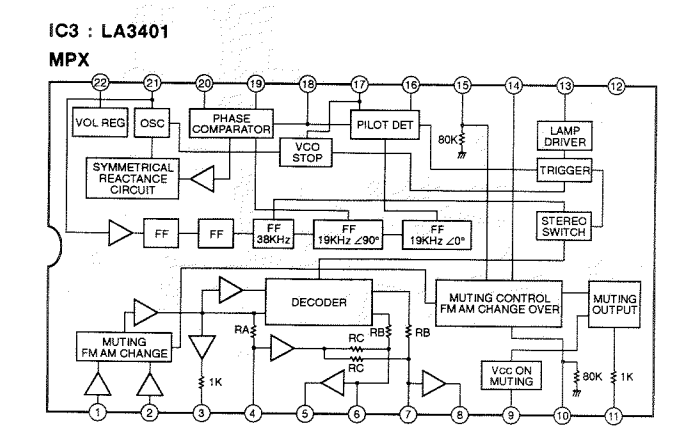 IC3 : LA3401
MPX
22 21 20 19 18 17 16 15 14 13 12
VOL REG
OSC
PHASE
COMPARATOR
PILOT DET
80K
LAMP
DRIVER
VCO
STOP
SYMMETRICAL
REACTANCE
CIRCUIT
TRIGGER
STEREO
SWITCH
FF
FF
FF
38KHz
FF
19KHz ∠90°
FF
19KHz ∠0°
DECODER
MUTING CONTROL
FM AM CHANGE OVER
MUTING
OUTPUT
RA
RB
RB
RC
RC
MUTING
FM AM CHANGE
1K
VCC ON
MUTING
80K
1K
1 2 3 4 5 6 7 8 9 10 11